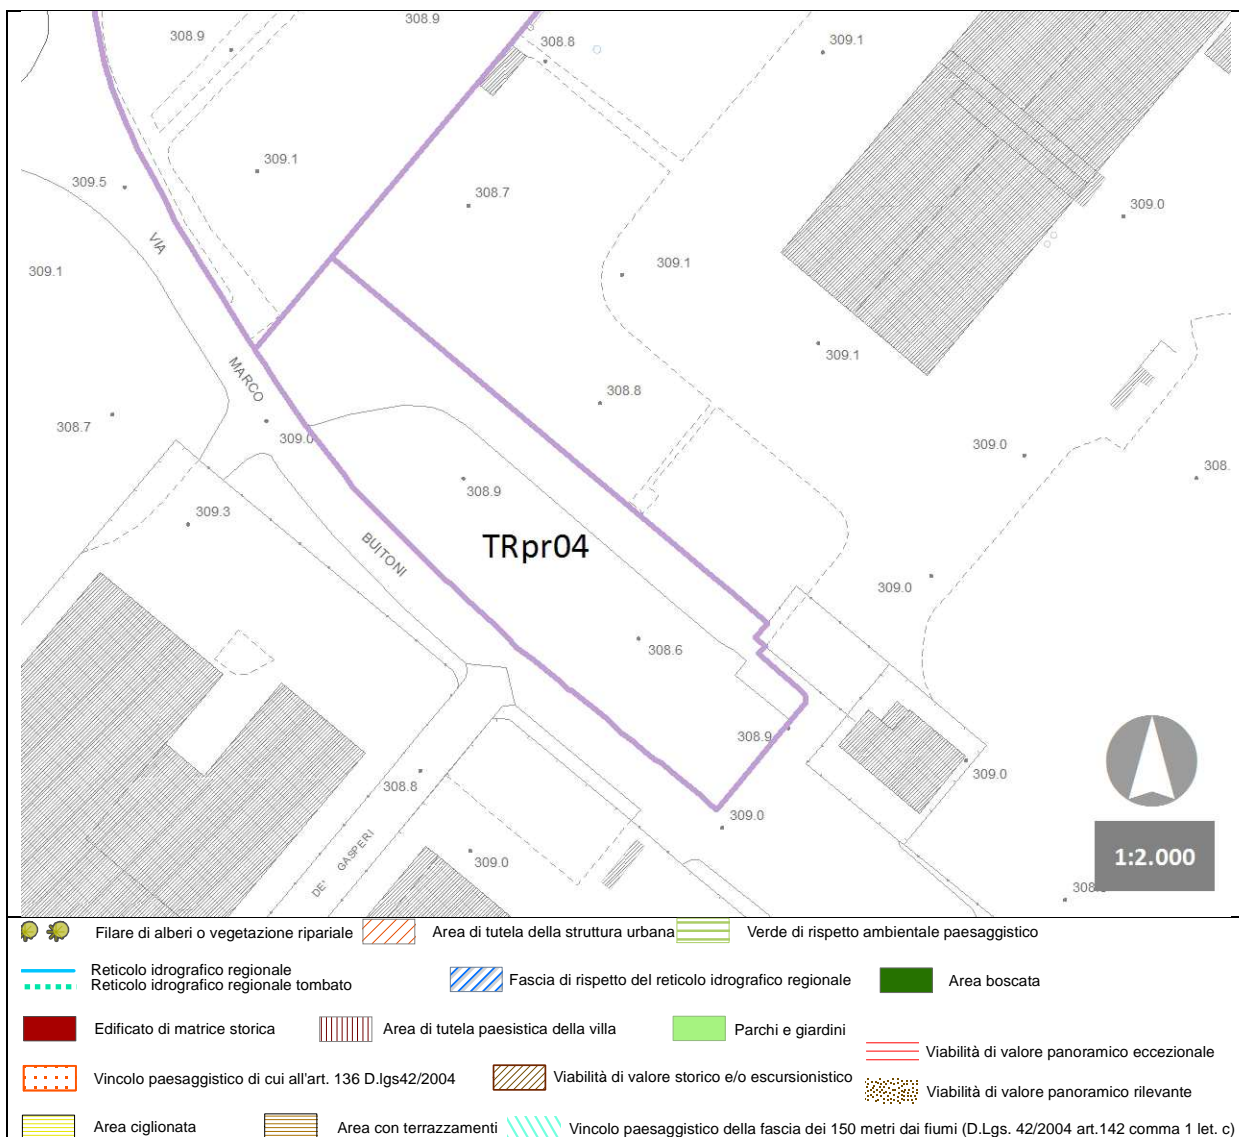 308.9
308.9
308.8
309.1
309.1
309.5
308.7
309.0
VIA
309.1
309.1
309.1
MARCO
308.8
308.7
309.0
309.0
308.
308.9
309.3
BUITONI
TRpr04
309.0
308.6
308.9
309.0
308.8
309.0
309.0
DE' GASPERI
1:2.000
308.
Filare di alberi o vegetazione ripariale
Area di tutela della struttura urbana
Verde di rispetto ambientale paesaggistico
Reticolo idrografico regionale
Reticolo idrografico regionale tombato
Fascia di rispetto del reticolo idrografico regionale
Area boscata
Edificato di matrice storica
Area di tutela paesistica della villa
Parchi e giardini
Viabilità di valore panoramico eccezionale
Vincolo paesaggistico di cui all'art. 136 D.lgs42/2004
Viabilità di valore storico e/o escursionistico
Viabilità di valore panoramico rilevante
Area ciglionata
Area con terrazzamenti
Vincolo paesaggistico della fascia dei 150 metri dai fiumi (D.Lgs. 42/2004 art.142 comma 1 let. c)